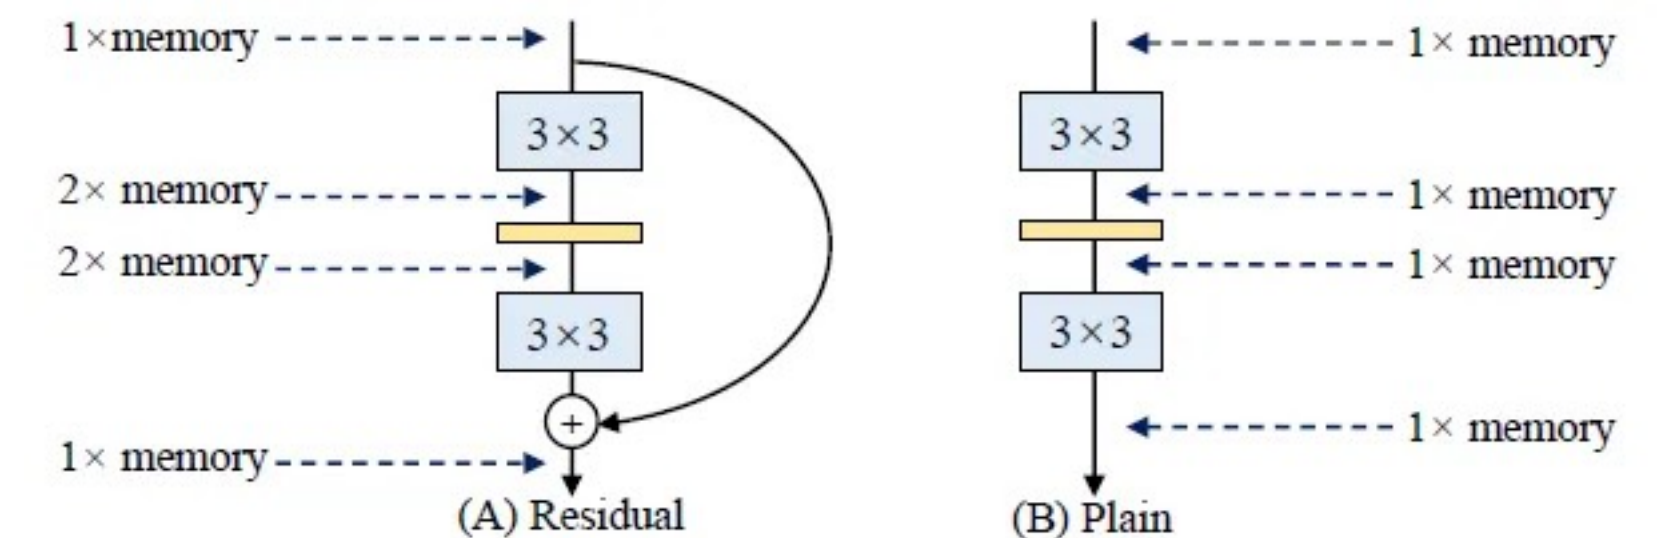 1×memory
3×3
2× memory
2× memory
3×3
+
1× memory
(A) Residual
1× memory
3×3
1× memory
1× memory
3×3
1× memory
(B) Plain